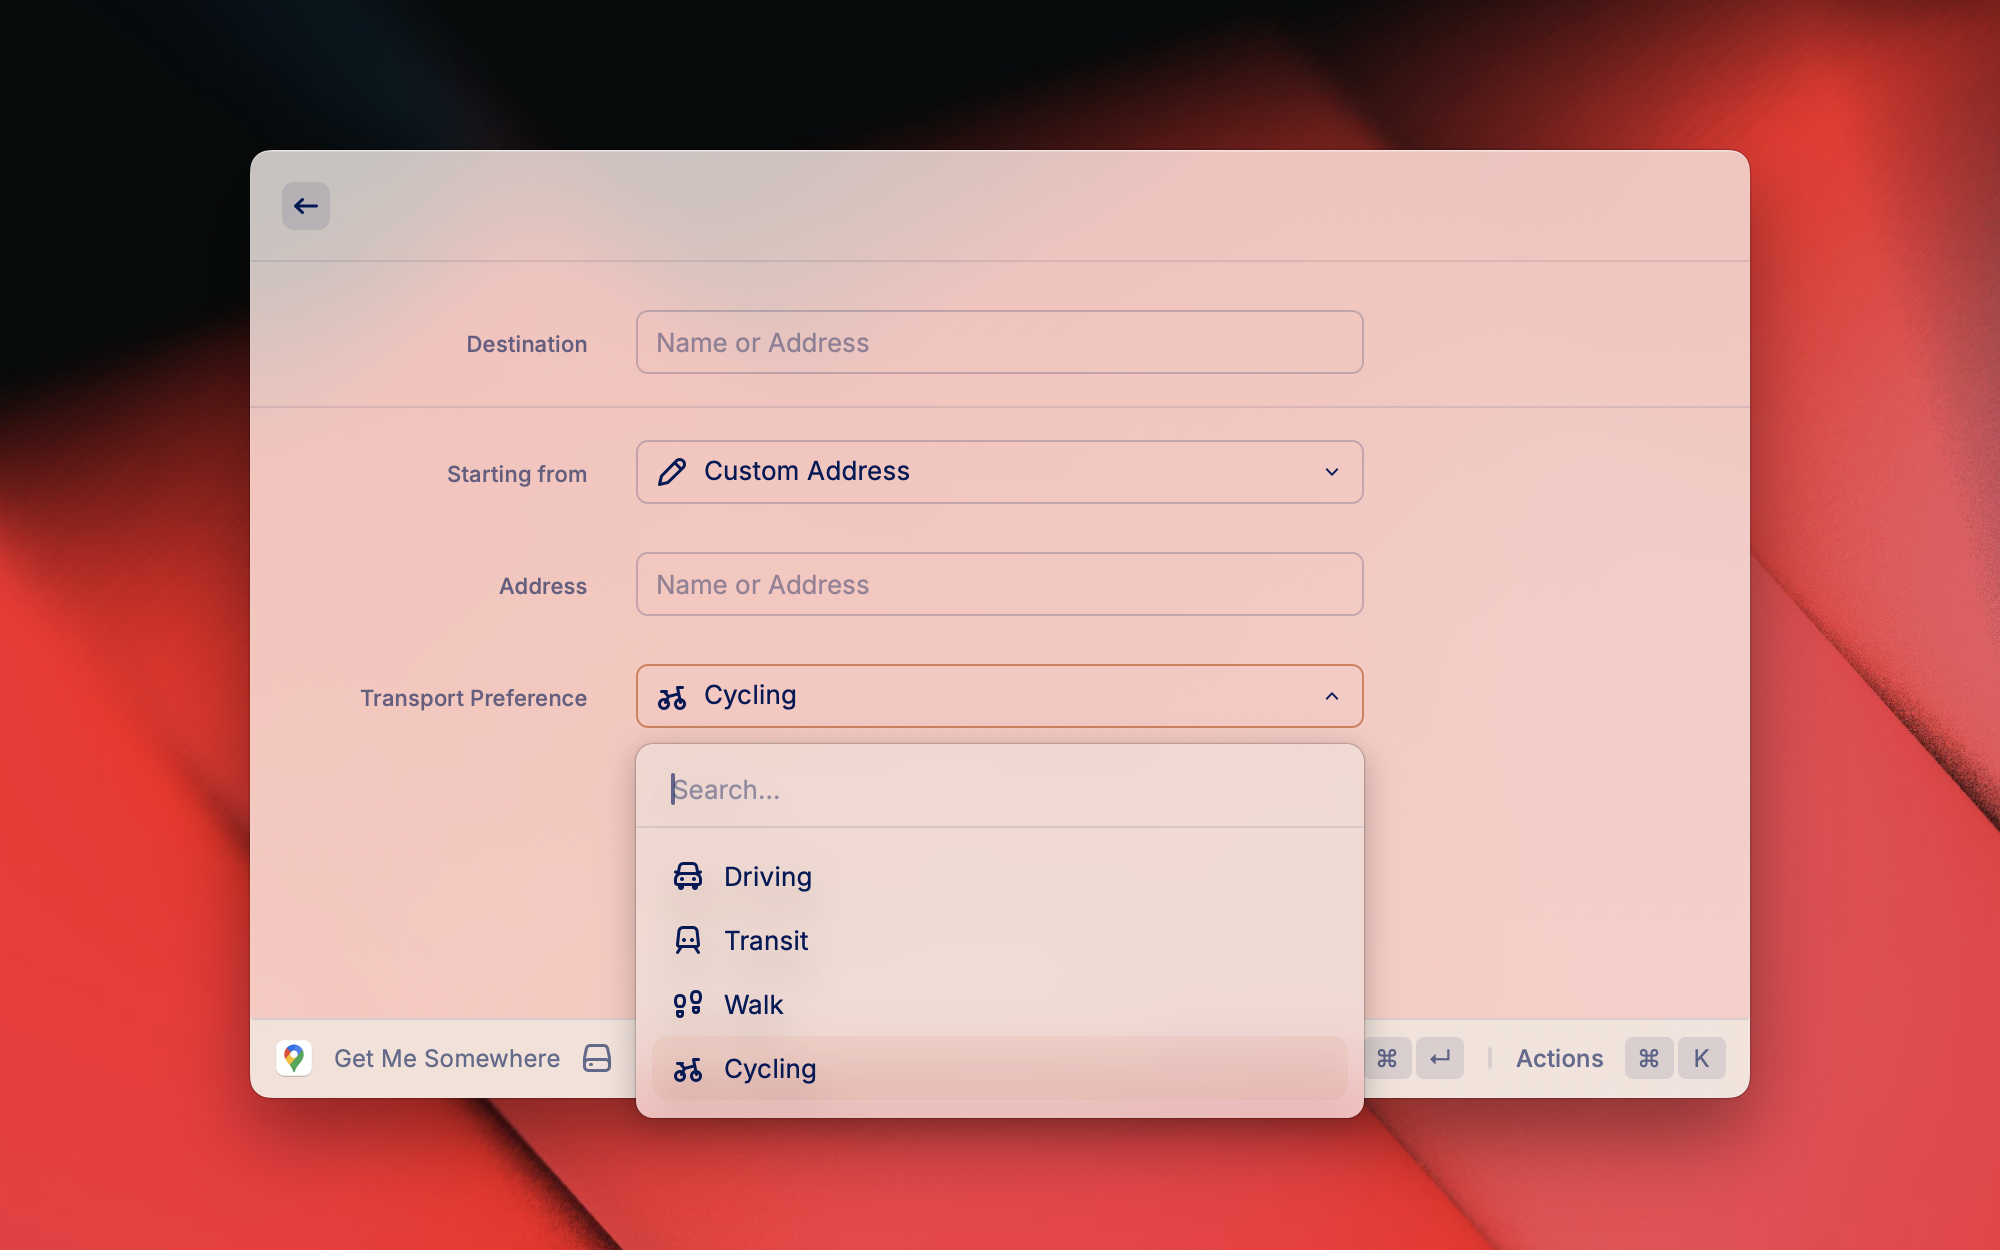 Destination
Name or Address
Starting from
Custom Address
Address
Name or Address
Transport Preference
Cycling
Search...
Driving
Transit
Walk
Cycling
Get Me Somewhere
⌘ ↵
Actions ⌘ K